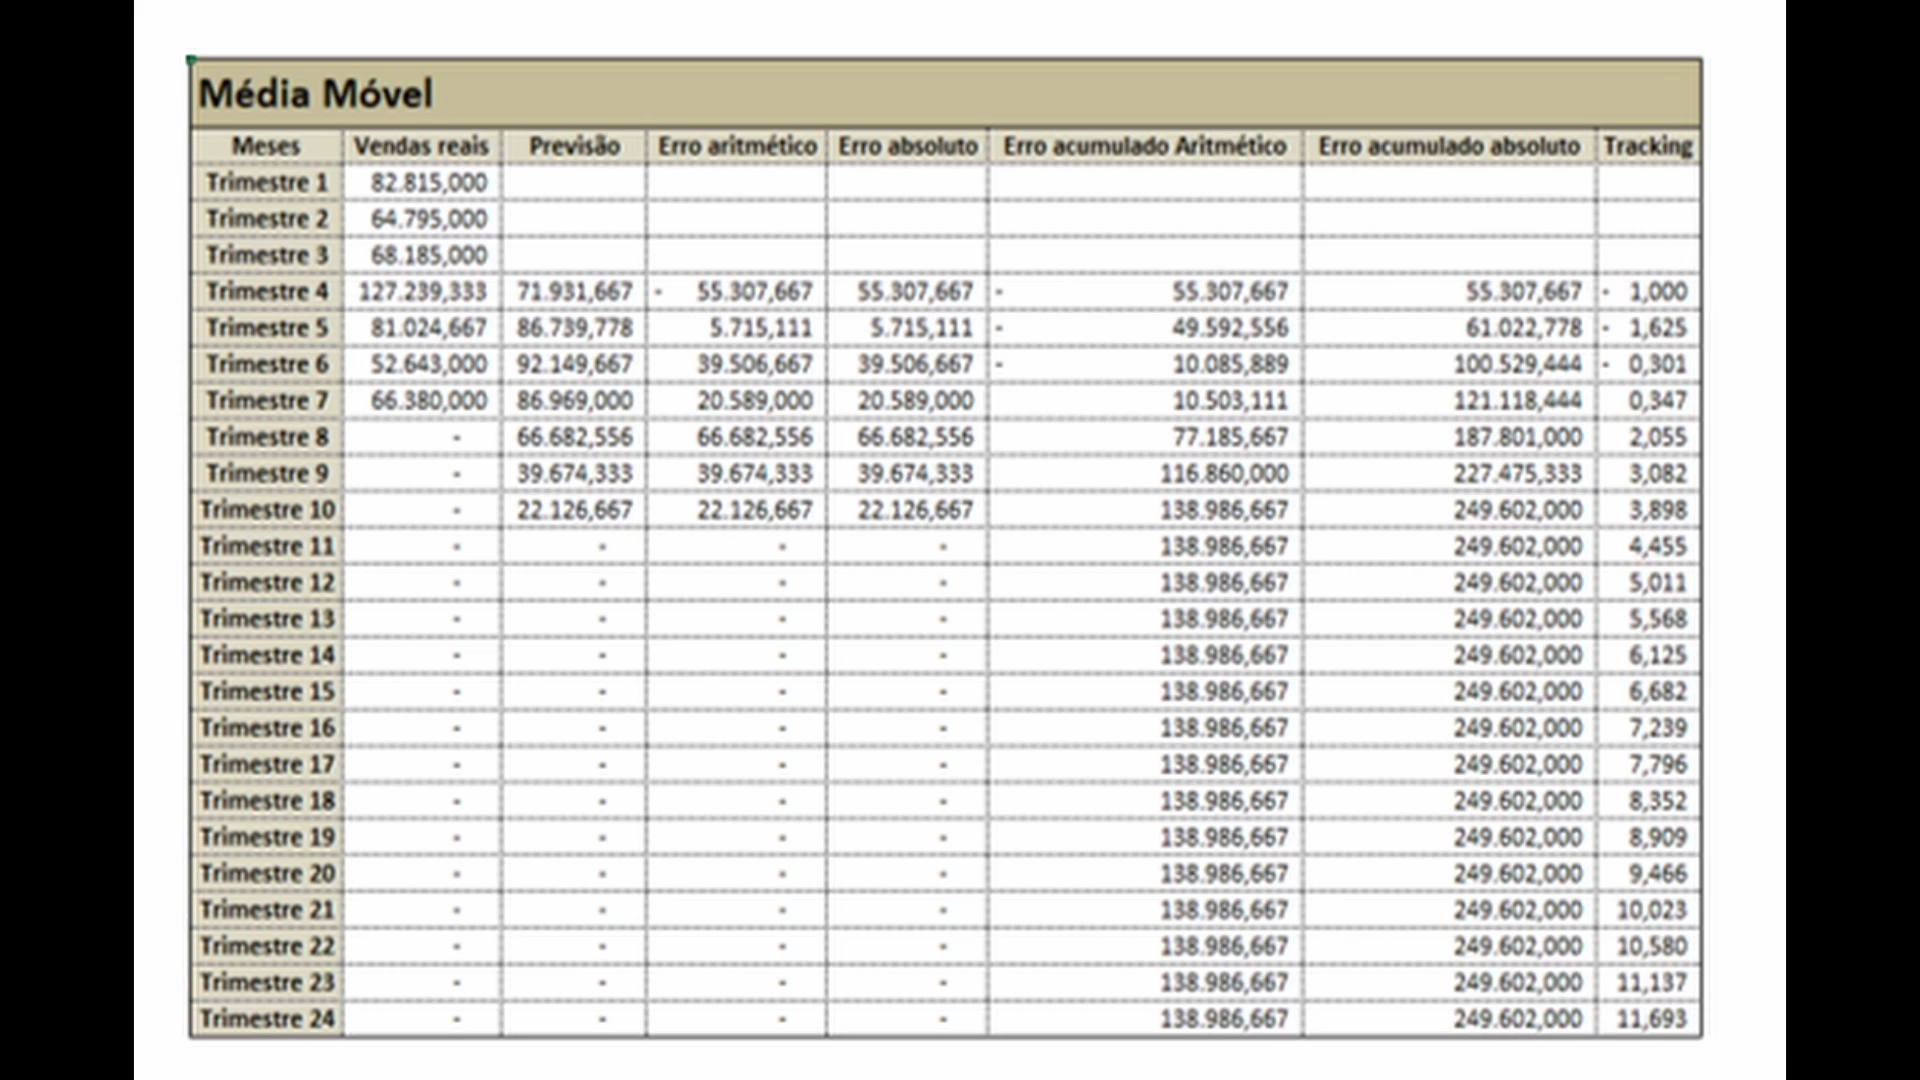 Média Móvel
Meses Vendas reais Previsão Erro aritmético Erro absoluto Erro acumulado Aritmético Erro acumulado absoluto Tracking
Trimestre 1 82.815,000
Trimestre 2 64.795,000
Trimestre 3 68.185,000
Trimestre 4 127.239,333 71.931,667 - 55.307,667 55.307,667 - 55.307,667 55.307,667 - 1,000
Trimestre 5 81.024,667 86.739,778 5.715,111 5.715,111 - 49.592,556 61.022,778 - 1,625
Trimestre 6 52.643,000 92.149,667 39.506,667 39.506,667 - 10.085,889 100.529,444 - 0,301
Trimestre 7 66.380,000 86.969,000 20.589,000 20.589,000 10.503,111 121.118,444 0,347
Trimestre 8 - 66.682,556 66.682,556 66.682,556 77.185,667 187.801,000 2,055
Trimestre 9 - 39.674,333 39.674,333 39.674,333 116.860,000 227.475,333 3,082
Trimestre 10 - 22.126,667 22.126,667 22.126,667 138.986,667 249.602,000 3,898
Trimestre 11 - - - - 138.986,667 249.602,000 4,455
Trimestre 12 - - - - 138.986,667 249.602,000 5,011
Trimestre 13 - - - - 138.986,667 249.602,000 5,568
Trimestre 14 - - - - 138.986,667 249.602,000 6,125
Trimestre 15 - - - - 138.986,667 249.602,000 6,682
Trimestre 16 - - - - 138.986,667 249.602,000 7,239
Trimestre 17 - - - - 138.986,667 249.602,000 7,796
Trimestre 18 - - - - 138.986,667 249.602,000 8,352
Trimestre 19 - - - - 138.986,667 249.602,000 8,909
Trimestre 20 - - - - 138.986,667 249.602,000 9,466
Trimestre 21 - - - - 138.986,667 249.602,000 10,023
Trimestre 22 - - - - 138.986,667 249.602,000 10,580
Trimestre 23 - - - - 138.986,667 249.602,000 11,137
Trimestre 24 - - - - 138.986,667 249.602,000 11,693